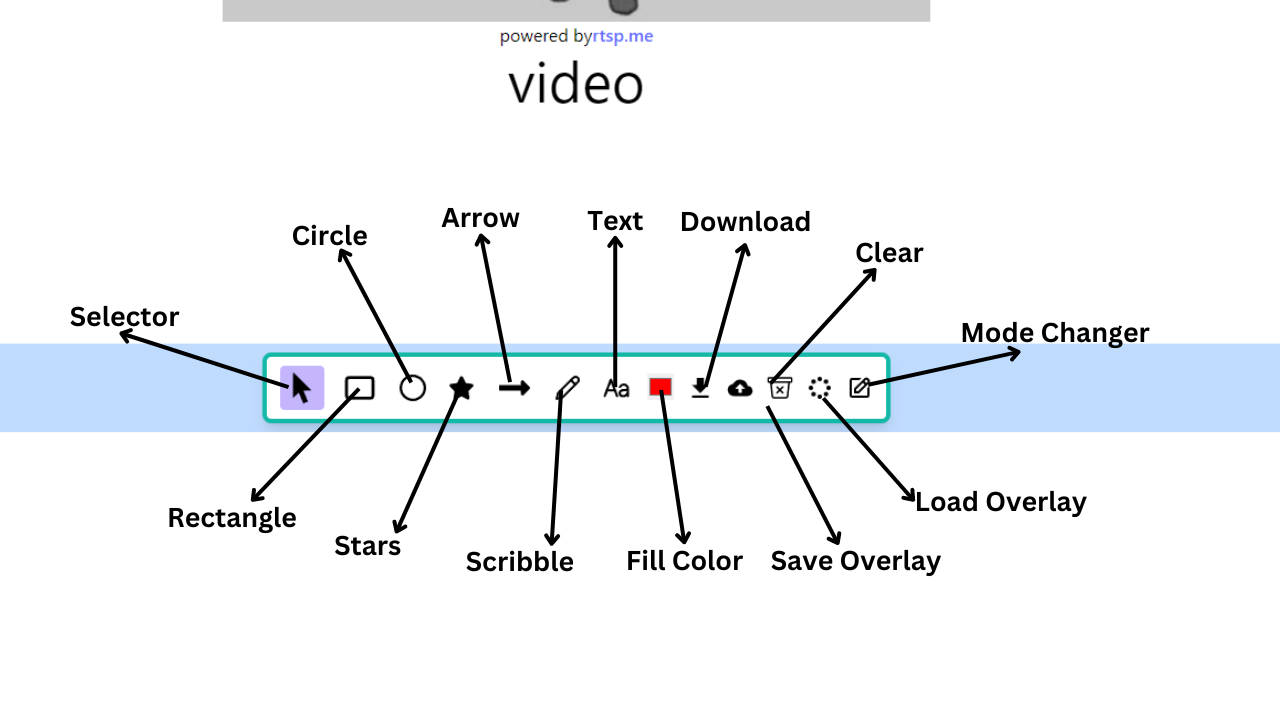 powered byrtsp.me
video
Arrow
Text
Download
Circle
Clear
Selector
Mode Changer
Aa
Rectangle
Load Overlay
Stars
Scribble
Fill Color
Save Overlay